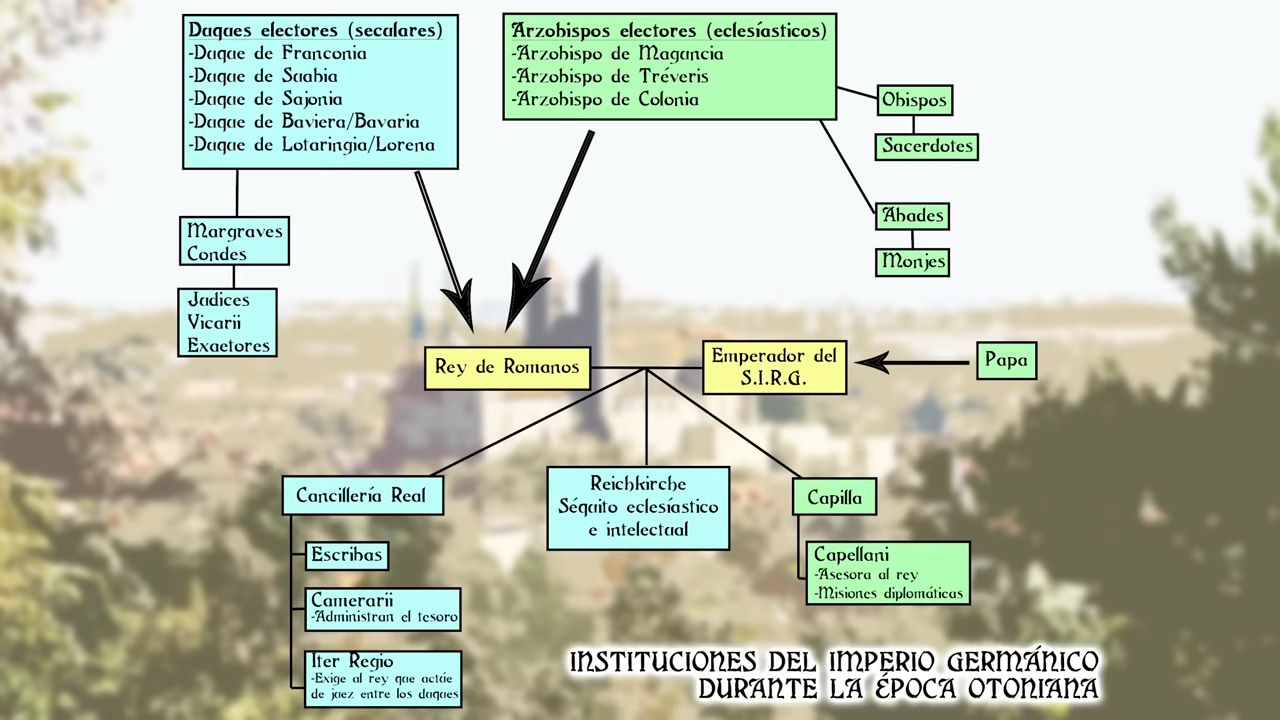 Duques electores (seculares)
-Duque de Franconia
-Duque de Suabia
-Duque de Sajonia
-Duque de Baviera/Bavaria
-Duque de Lotaringia/Lorena
Arzobispos electores (eclesíasticos)
-Arzobispo de Magancia
-Arzobispo de Tréveris
-Arzobispo de Colonia
Obispos
Sacerdotes
Abades
Monjes
Margraves
Condes
Judices
Vicarii
Exaetores
Rey de Romanos
Emperador del
S.I.R.G.
Papa
Cancillería Real
Escribas
Camerarii
-Administran el tesoro
Iter Regio
-Exige al rey que actúe
de juez entre los duques
Reichkirche
Séquito eclesíastico
e intelectual
Capilla
Capellani
-Asesora al rey
-Misiones diplomáticas
INSTITUCIONES DEL IMPERIO GERMÁNICO
DURANTE LA ÉPOCA OTONIANA